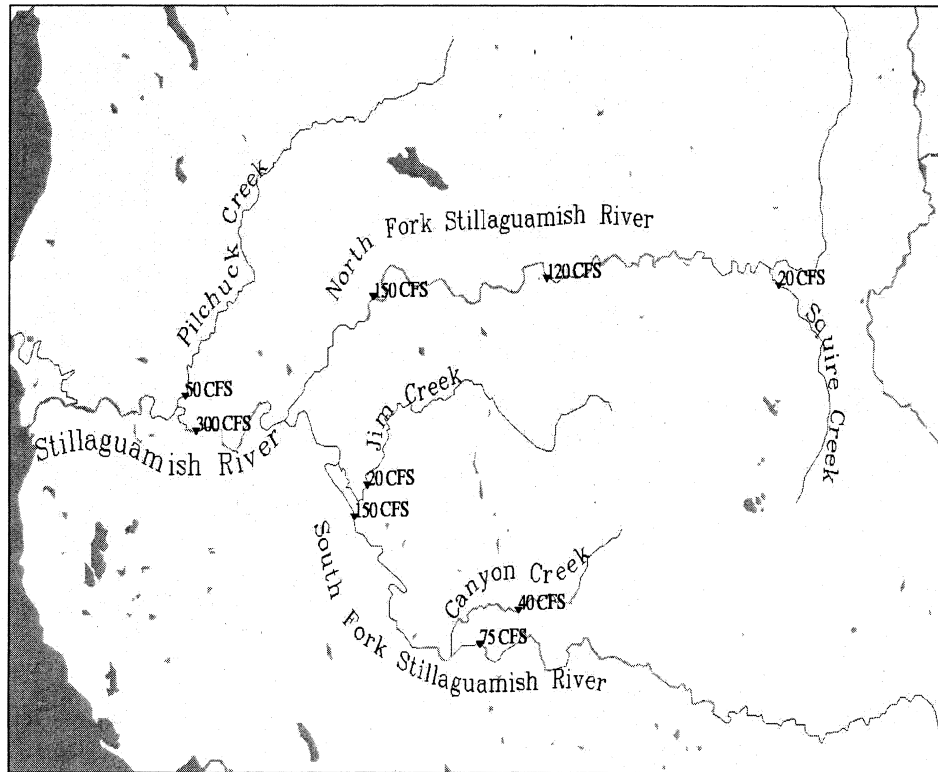 North Fork Stillaguamish River
Pilchuck Creek
150 CFS
120 CFS
20 CFS
Squire Creek
50 CFS
300 CFS
Stillaguamish River
Jim Creek
20 CFS
150 CFS
South Fork Stillaguamish River
Canyon Creek
40 CFS
75 CFS